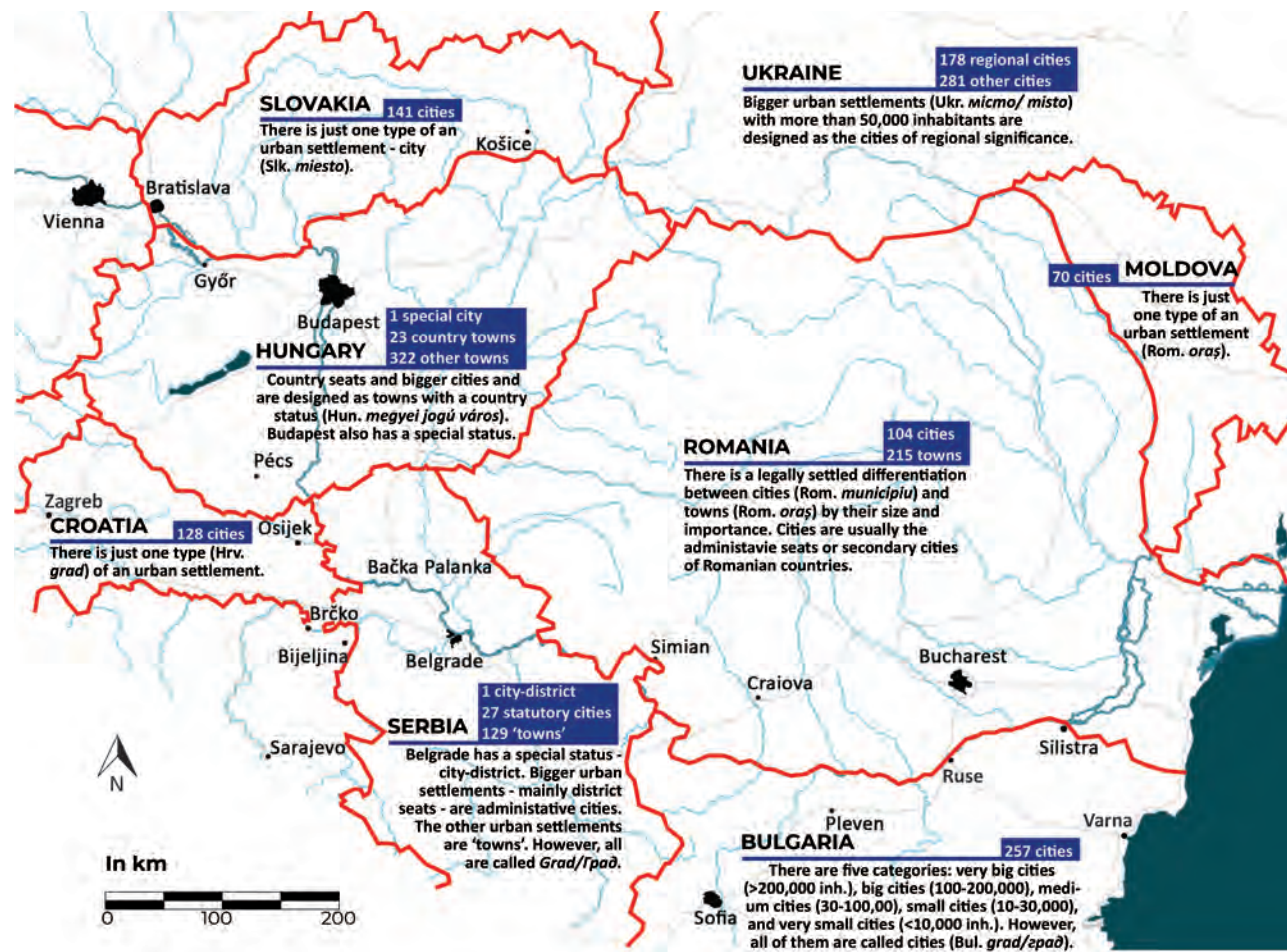 UKRAINE
178 regional cities
281 other cities
Bigger urban settlements (Ukr. місто/ misto)
with more than 50,000 inhabitants are
designed as the cities of regional significance.
SLOVAKIA
141 cities
There is just one type of an
urban settlement - city
(Slk. miesto).
Košice
Bratislava
Vienna
Győr
Budapest
70 cities
MOLDOVA
There is just
one type of an
urban settlement
(Rom. oraș).
1 special city
23 country towns
322 other towns
HUNGARY
Country seats and bigger cities and
are designed as towns with a country
status (Hun. megyei jogú város).
Budapest also has a special status.
Pécs
ROMANIA
104 cities
215 towns
There is a legally settled differentiation
between cities (Rom. municipiu) and
towns (Rom. oraș) by their size and
importance. Cities are usually the
administavie seats or secondary cities
of Romanian countries.
Zagreb
CROATIA
128 cities
There is just one type (Hrv.
grad) of an urban settlement.
Osijek
Bačka Palanka
Brčko
Bijeljina
Belgrade
Simian
Craiova
Bucharest
Silistra
Ruse
Sarajevo
1 city-district
27 statutory cities
129 'towns'
SERBIA
Belgrade has a special status -
city-district. Bigger urban
settlements - mainly district
seats - are administative cities.
The other urban settlements
are 'towns'. However, all
are called Grad/Град.
Pleven
Varna
Sofia
BULGARIA
257 cities
There are five categories: very big cities
(>200,000 inh.), big cities (100-200,000), medi-
um cities (30-100,00), small cities (10-30,000),
and very small cities (<10,000 inh.). However,
all of them are called cities (Bul. grad/град).
N
In km
0 100 200